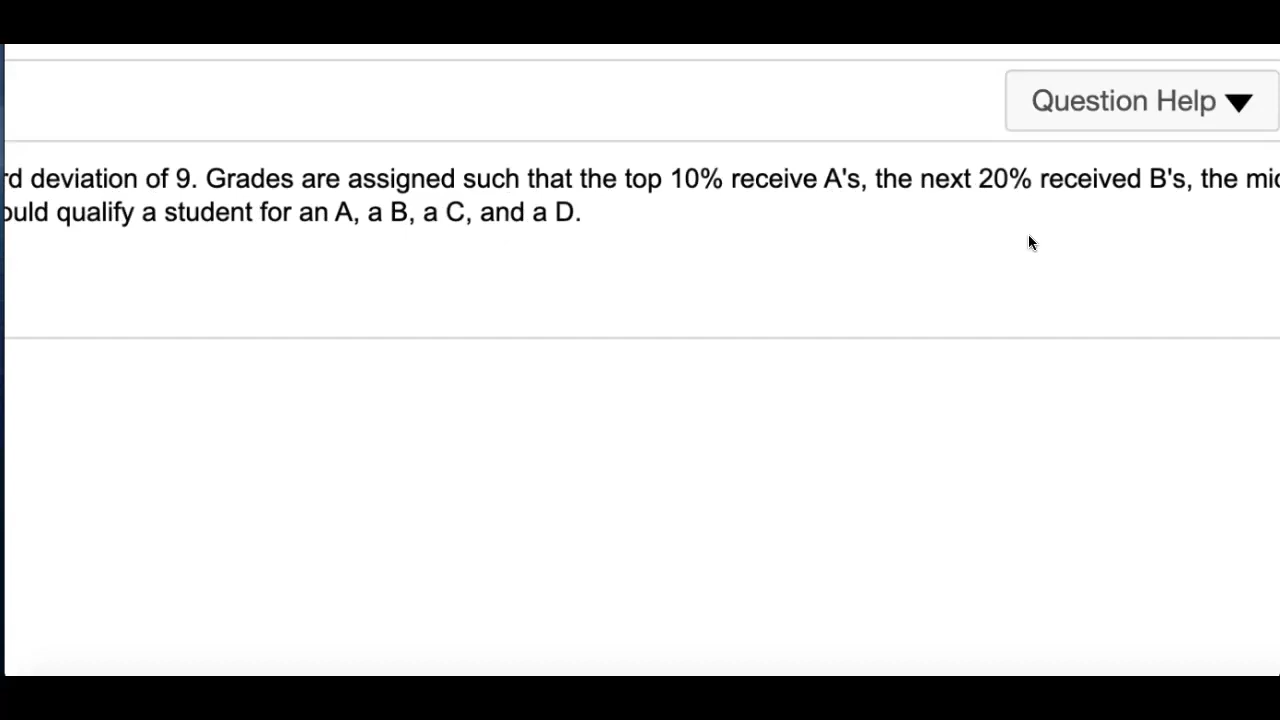 Question Help
deviation of 9. Grades are assigned such that the top 10% receive A's, the next 20% received B's, the
qualify a student for an A, a B, a C, and a D.